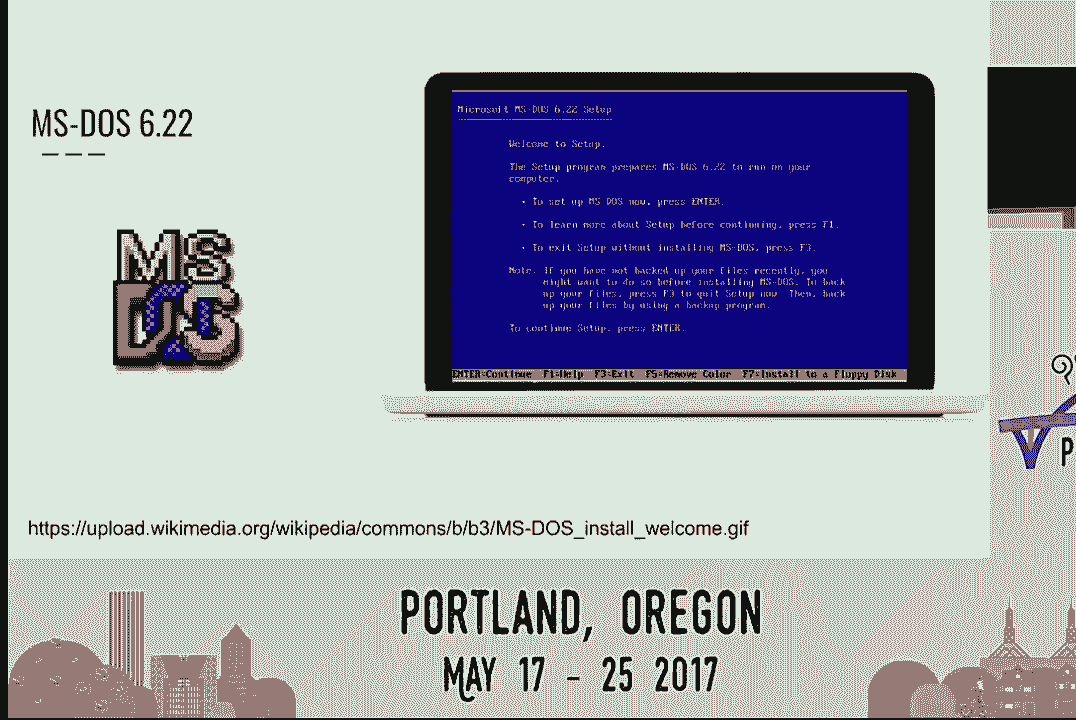 MS-DOS 6.22
MS
DOS
Microsoft MS-DOS 6.22 Setup
Welcome to Setup.
The Setup program prepares MS-DOS 6.22 to run on your
computer.
• To set up MS-DOS now, press ENTER.
• To learn more about Setup before continuing, press F1.
• To exit Setup without installing MS-DOS, press F3.
Note: If you have not backed up your files recently, you
might want to do so before installing MS-DOS. To back
up your files, press F3 to quit Setup now. Then, back
up your files by using a backup program.
To continue Setup, press ENTER.
ENTER=Continue F1=Help F3=Exit F5=Remove Color F7=Install to a Floppy Disk
https://upload.wikimedia.org/wikipedia/commons/b/b3/MS-DOS_install_welcome.gif
P
PORTLAND, OREGON
MAY 17 - 25 2017